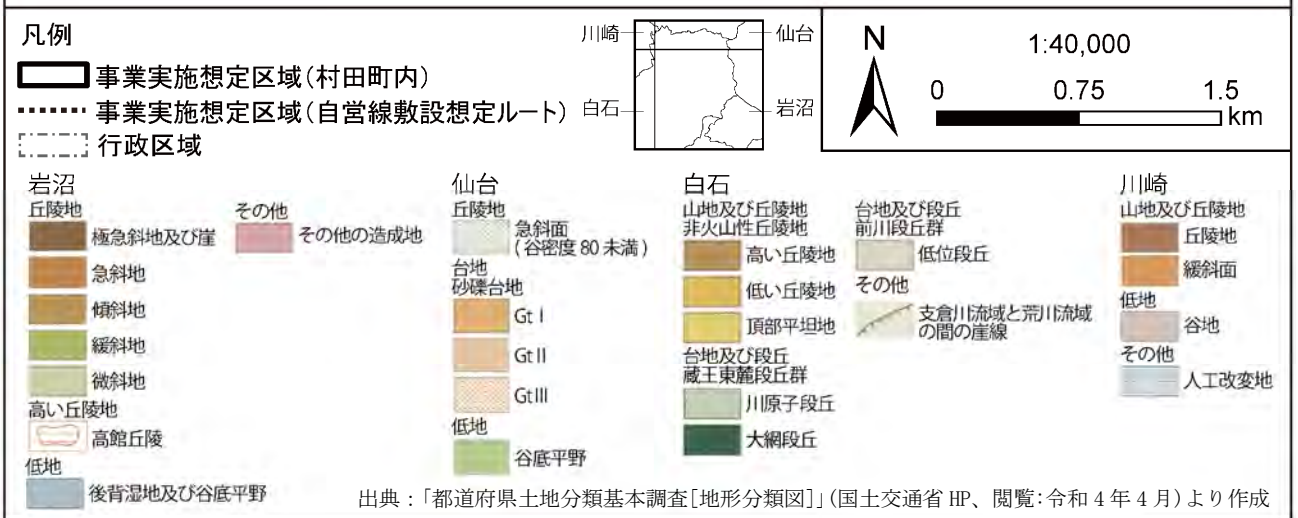 凡例
事業実施想定区域(村田町内)
事業実施想定区域(自営線敷設想定ルート)
行政区域
川崎
仙台
白石
岩沼
N
1:40,000
0 0.75 1.5
km
岩沼
丘陵地
極急斜地及び崖
急斜地
傾斜地
緩斜地
微斜地
高い丘陵地
高舘丘陵
低地
後背湿地及び谷底平野
その他
その他の造成地
仙台
丘陵地
急斜面
(谷密度80未満)
台地
砂礫台地
GtⅠ
GtⅡ
GtⅢ
低地
谷底平野
白石
山地及び丘陵地
非火山性丘陵地
高い丘陵地
低い丘陵地
頂部平坦地
台地及び段丘
蔵王東麓段丘群
川原子段丘
大網段丘
台地及び段丘
前川段丘群
低位段丘
その他
支倉川流域と荒川流域
の間の崖線
川崎
山地及び丘陵地
丘陵地
緩斜面
低地
谷地
その他
人工改変地
出典:「都道府県土地分類基本調査[地形分類図]」(国土交通省HP、閲覧:令和4年4月)より作成